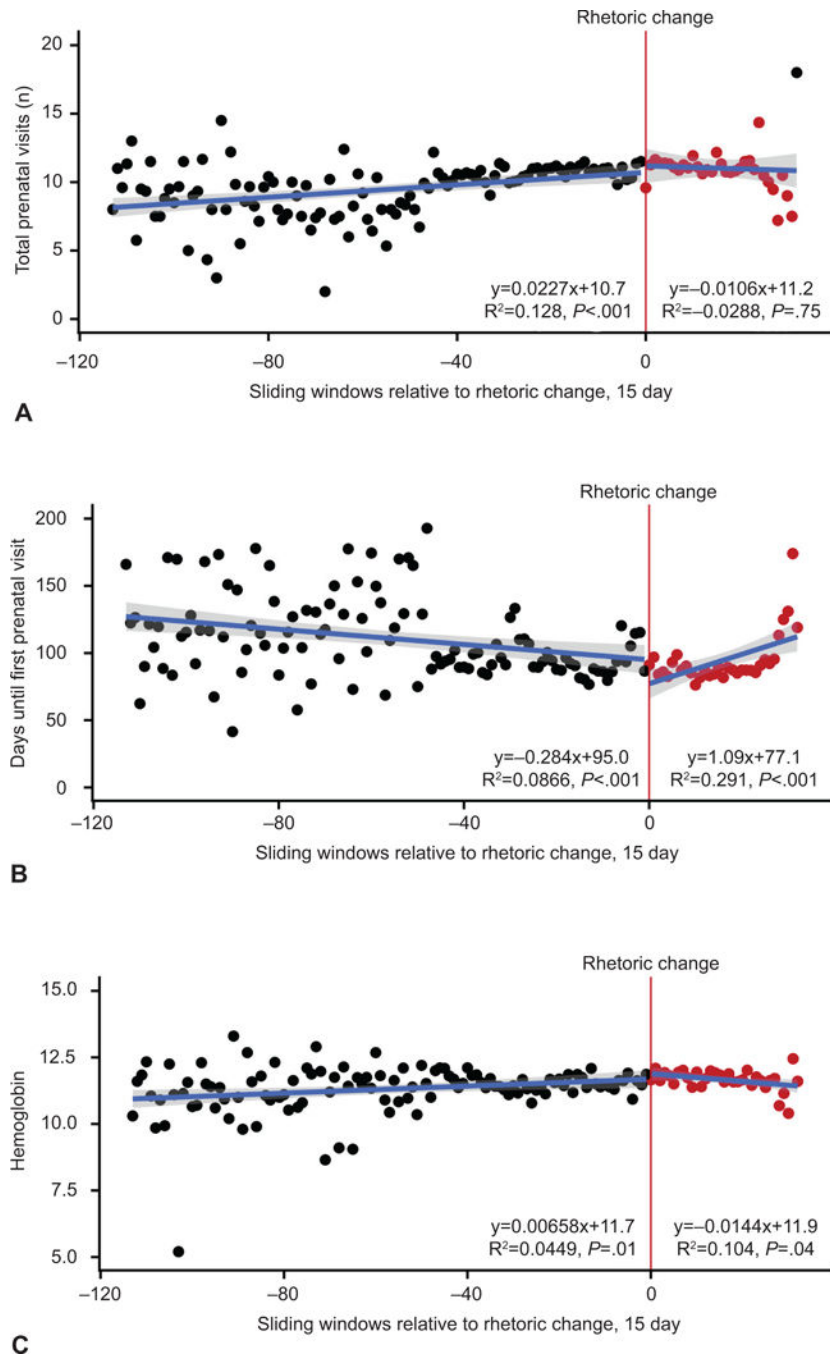 Rhetoric change
20
15
10
5
0
Total prenatal visits (n)
y=0.0227x+10.7
R²=0.128, P<.001
y=–0.0106x+11.2
R²=–0.0288, P=.75
–120
–80
–40
0
Sliding windows relative to rhetoric change, 15 day
A
Rhetoric change
200
150
100
50
0
Days until first prenatal visit
y=–0.284x+95.0
R²=0.0866, P<.001
y=1.09x+77.1
R²=0.291, P<.001
–120
–80
–40
0
Sliding windows relative to rhetoric change, 15 day
B
Rhetoric change
15.0
12.5
10.0
7.5
5.0
Hemoglobin
y=0.00658x+11.7
R²=0.0449, P=.01
y=–0.0144x+11.9
R²=0.104, P=.04
–120
–80
–40
0
Sliding windows relative to rhetoric change, 15 day
C